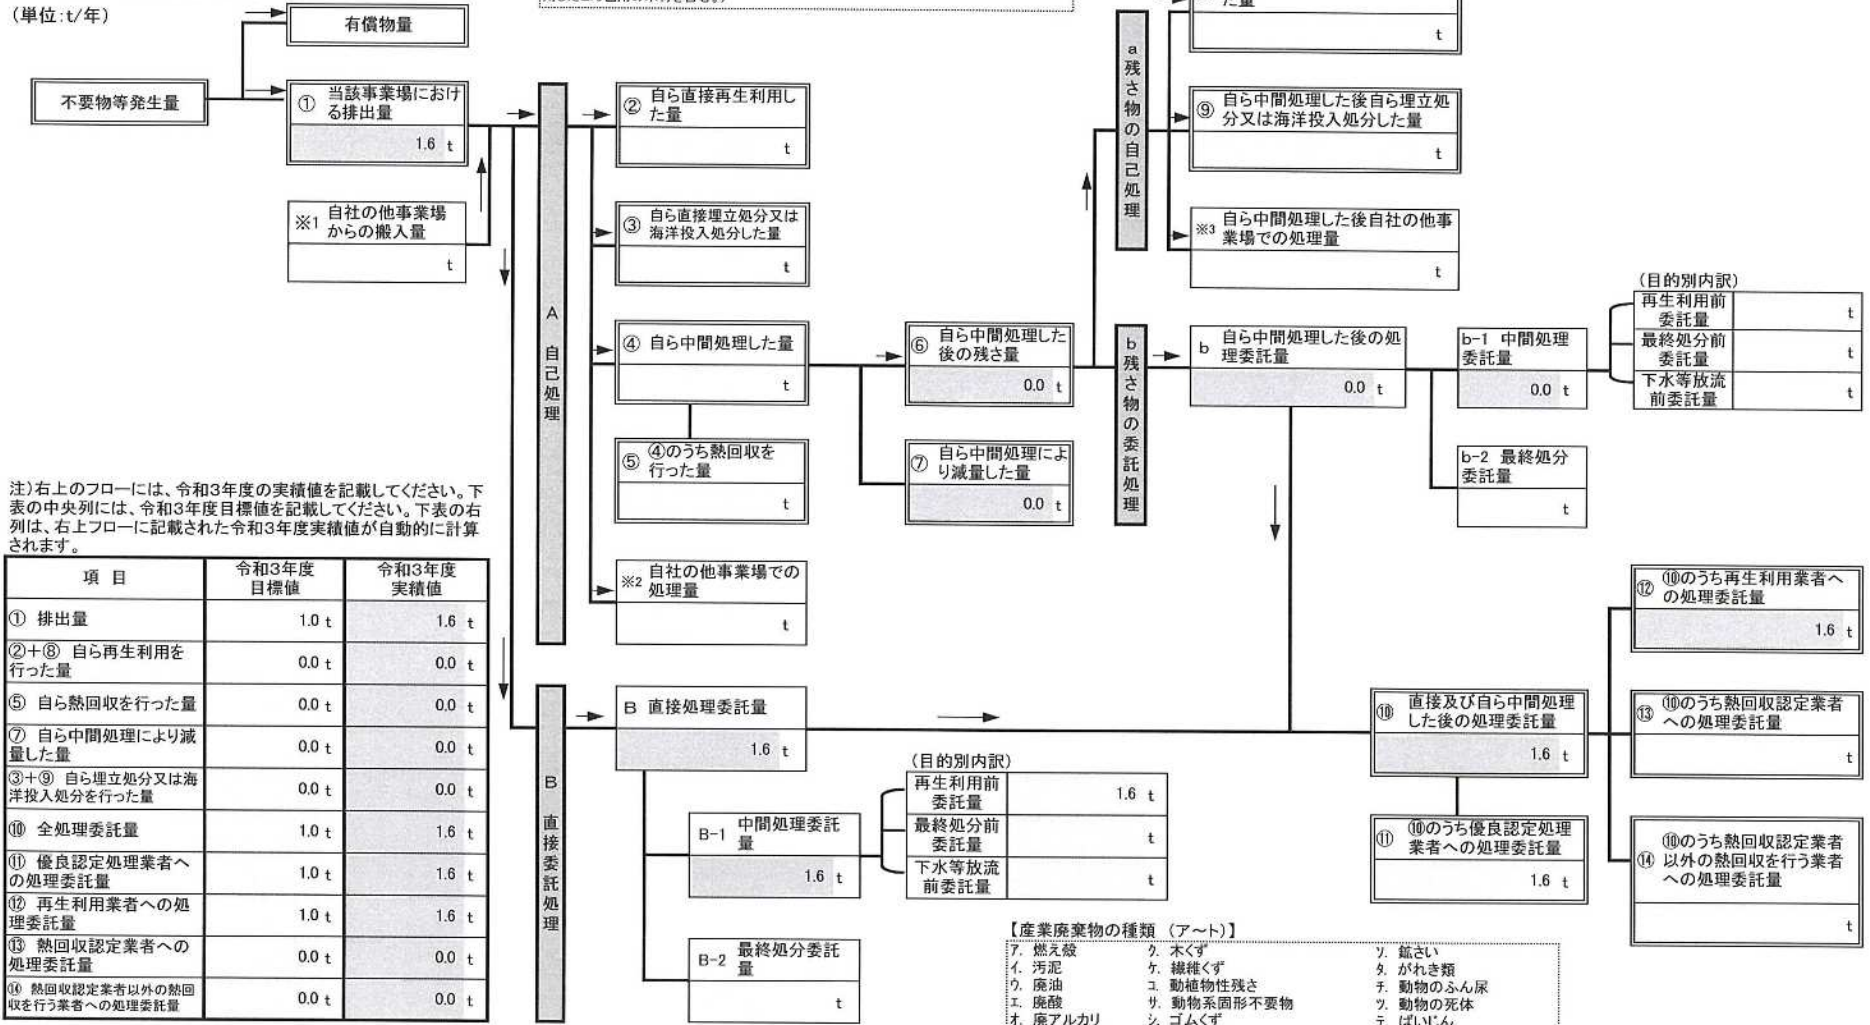 (単位:t/年)
有償物量
不要物等発生量
① 当該事業場におけ
る排出量
1.6 t
※1 自社の他事業場
からの搬入量
t
A 自己処理
② 自ら直接再生利用し
た量
t
③ 自ら直接埋立処分又は
海洋投入処分した量
t
④ 自ら中間処理した量
t
⑤ ④のうち熱回収を
行った量
t
※2 自社の他事業場での
処理量
t
⑥ 自ら中間処理した
後の残さ量
0.0 t
⑦ 自ら中間処理によ
り減量した量
0.0 t
a 残さ物の自己処理
た量
t
⑨ 自ら中間処理した後自ら埋立処
分又は海洋投入処分した量
t
※3 自ら中間処理した後自社の他事
業場での処理量
t
b 残さ物の委託処理
b 自ら中間処理した後の処
理委託量
0.0 t
b-1 中間処理
委託量
0.0 t
(目的別内訳)
再生利用前
委託量 t
最終処分前
委託量 t
下水等放流
前委託量 t
b-2 最終処分
委託量
t
注)右上のフローには、令和3年度の実績値を記載してください。下
表の中央列には、令和3年度目標値を記載してください。下表の右
列は、右上フローに記載された令和3年度実績値が自動的に計算
されます。
項 目 令和3年度
目標値 令和3年度
実績値
① 排出量 1.0 t 1.6 t
②+⑧ 自ら再生利用を
行った量 0.0 t 0.0 t
⑤ 自ら熱回収を行った量 0.0 t 0.0 t
⑦ 自ら中間処理により減
量した量 0.0 t 0.0 t
③+⑨ 自ら埋立処分又は海
洋投入処分を行った量 0.0 t 0.0 t
⑩ 全処理委託量 1.0 t 1.6 t
⑪ 優良認定処理業者へ
の処理委託量 1.0 t 1.6 t
⑫ 再生利用業者への処
理委託量 1.0 t 1.6 t
⑬ 熱回収認定業者への
処理委託量 0.0 t 0.0 t
⑭ 熱回収認定業者以外の熱回
収を行う業者への処理委託量 0.0 t 0.0 t
B 直接委託処理
B 直接処理委託量
1.6 t
B-1 中間処理委託
量
1.6 t
(目的別内訳)
再生利用前
委託量 1.6 t
最終処分前
委託量 t
下水等放流
前委託量 t
B-2 最終処分委託
量
t
⑩ 直接及び自ら中間処理
した後の処理委託量
1.6 t
⑪ ⑩のうち優良認定処理
業者への処理委託量
1.6 t
⑫ ⑩のうち再生利用業者へ
の処理委託量
1.6 t
⑬ ⑩のうち熱回収認定業者
への処理委託量
t
⑭ ⑩のうち熱回収認定業者
以外の熱回収を行う業者
への処理委託量
t
【産業廃棄物の種類 (ア~ト)】
ア. 燃え殻 ク. 木くず ソ. 鉱さい
イ. 汚泥 ケ. 繊維くず タ. がれき類
ウ. 廃油 コ. 動植物性残さ チ. 動物のふん尿
エ. 廃酸 サ. 動物系固形不要物 ツ. 動物の死体
オ. 廃アルカリ シ. ゴムくず テ. ばいじん